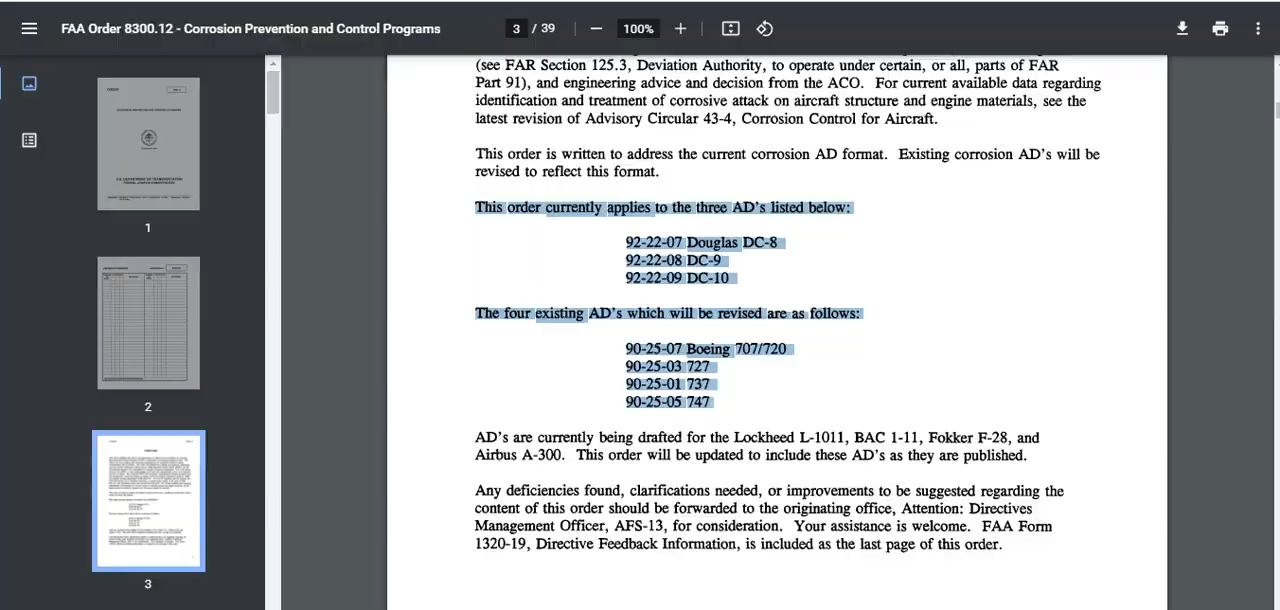 FAA Order 8300.12 - Corrosion Prevention and Control Programs
3 / 39
100%
(see FAR Section 125.3, Deviation Authority, to operate under certain, or all, parts of FAR
Part 91), and engineering advice and decision from the ACO. For current available data regarding
identification and treatment of corrosive attack on aircraft structure and engine materials, see the
latest revision of Advisory Circular 43-4, Corrosion Control for Aircraft.
This order is written to address the current corrosion AD format. Existing corrosion AD's will be
revised to reflect this format.
This order currently applies to the three AD's listed below:
92-22-07 Douglas DC-8
92-22-08 DC-9
92-22-09 DC-10
The four existing AD's which will be revised are as follows:
90-25-07 Boeing 707/720
90-25-03 727
90-25-01 737
90-25-05 747
AD's are currently being drafted for the Lockheed L-1011, BAC 1-11, Fokker F-28, and
Airbus A-300. This order will be updated to include these AD's as they are published.
Any deficiencies found, clarifications needed, or improvements to be suggested regarding the
content of this order should be forwarded to the originating office, Attention: Directives
Management Officer, AFS-13, for consideration. Your assistance is welcome. FAA Form
1320-19, Directive Feedback Information, is included as the last page of this order.
1
2
3